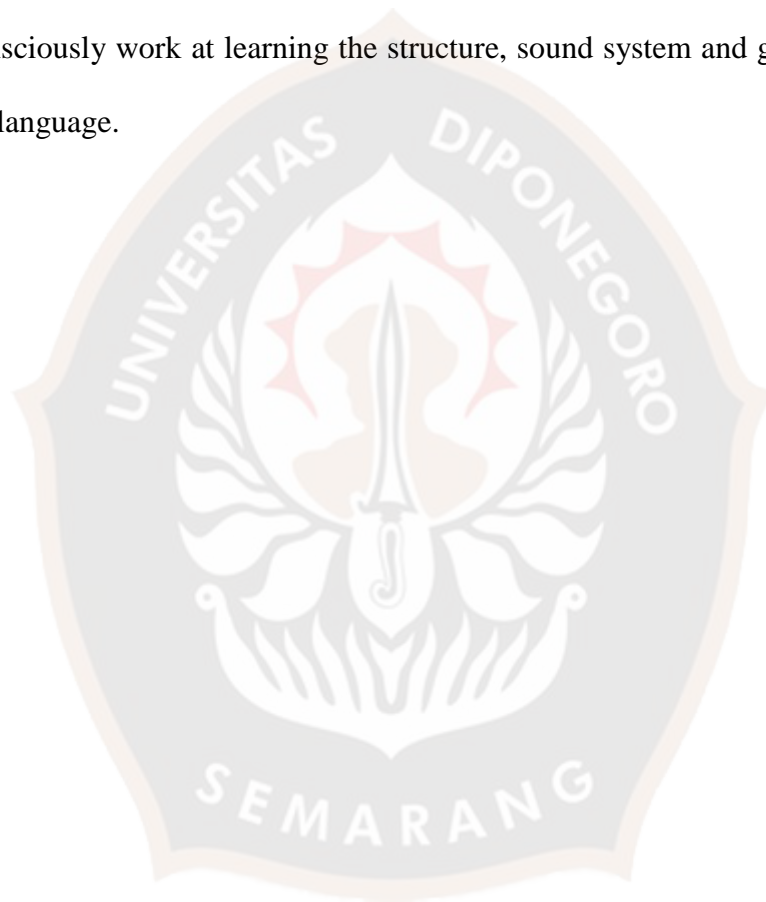 sciously work at learning the structure, sound system and g
language.
UNIVERSITAS DIPONEGORO
SEMARANG